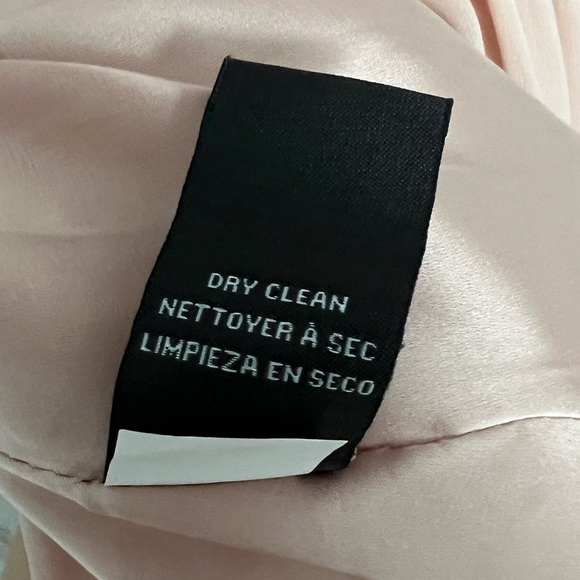 DRY CLEAN
NETTOYER À SEC
LIMPIEZA EN SECO